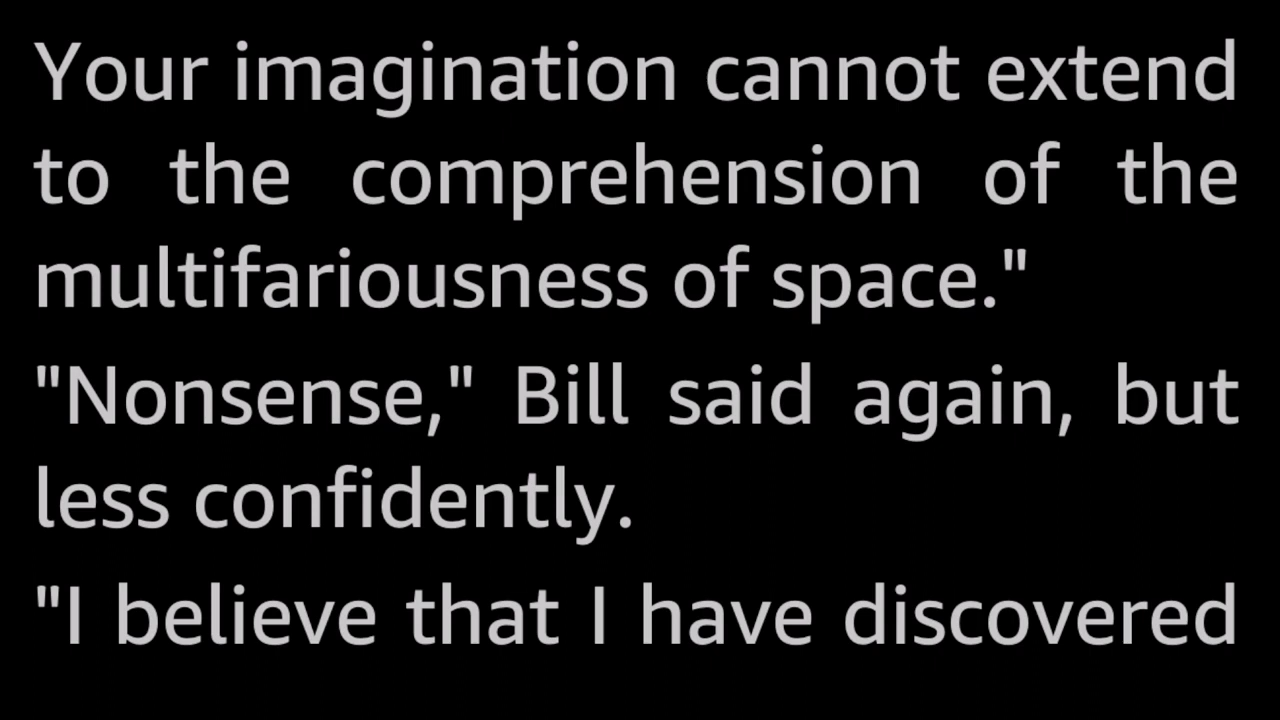 Your imagination cannot extend
to the comprehension of the
multifariousness of space."
"Nonsense," Bill said again, but
less confidently.
"I believe that I have discovered